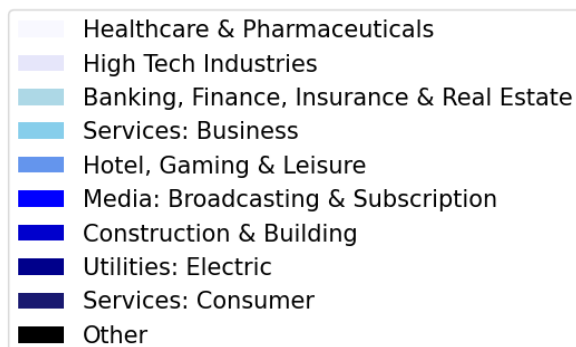 Healthcare & Pharmaceuticals
High Tech Industries
Banking, Finance, Insurance & Real Estate
Services: Business
Hotel, Gaming & Leisure
Media: Broadcasting & Subscription
Construction & Building
Utilities: Electric
Services: Consumer
Other